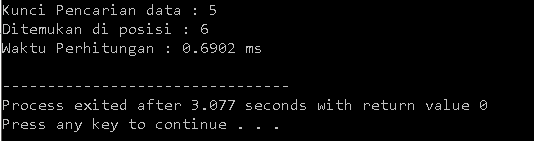 Kunci Pencarian data : 5
Ditemukan di posisi : 6
Waktu Perhitungan : 0.6902 ms
--------------------------------
Process exited after 3.077 seconds with return value 0
Press any key to continue . . .